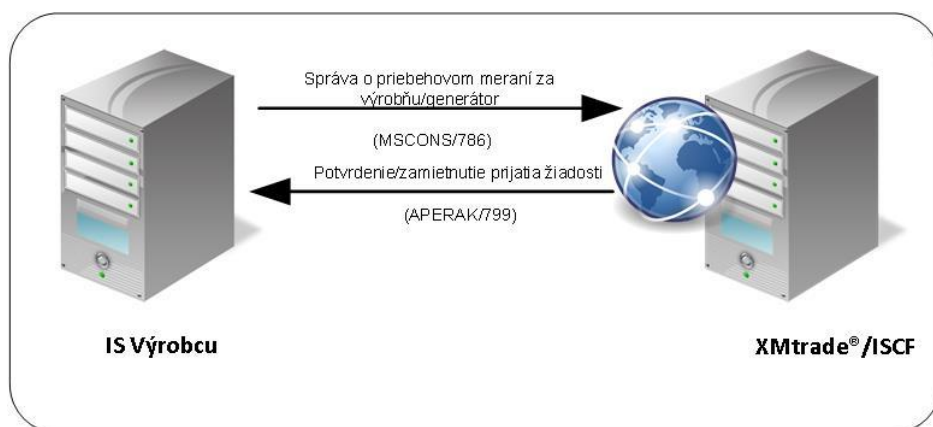 Správa o priebehovom meraní za
výrobňu/generátor
(MSCONS/786)
Potvrdenie/zamietnutie prijatia žiadosti
(APERAK/799)
IS Výrobcu
XMtrade®/ISCF